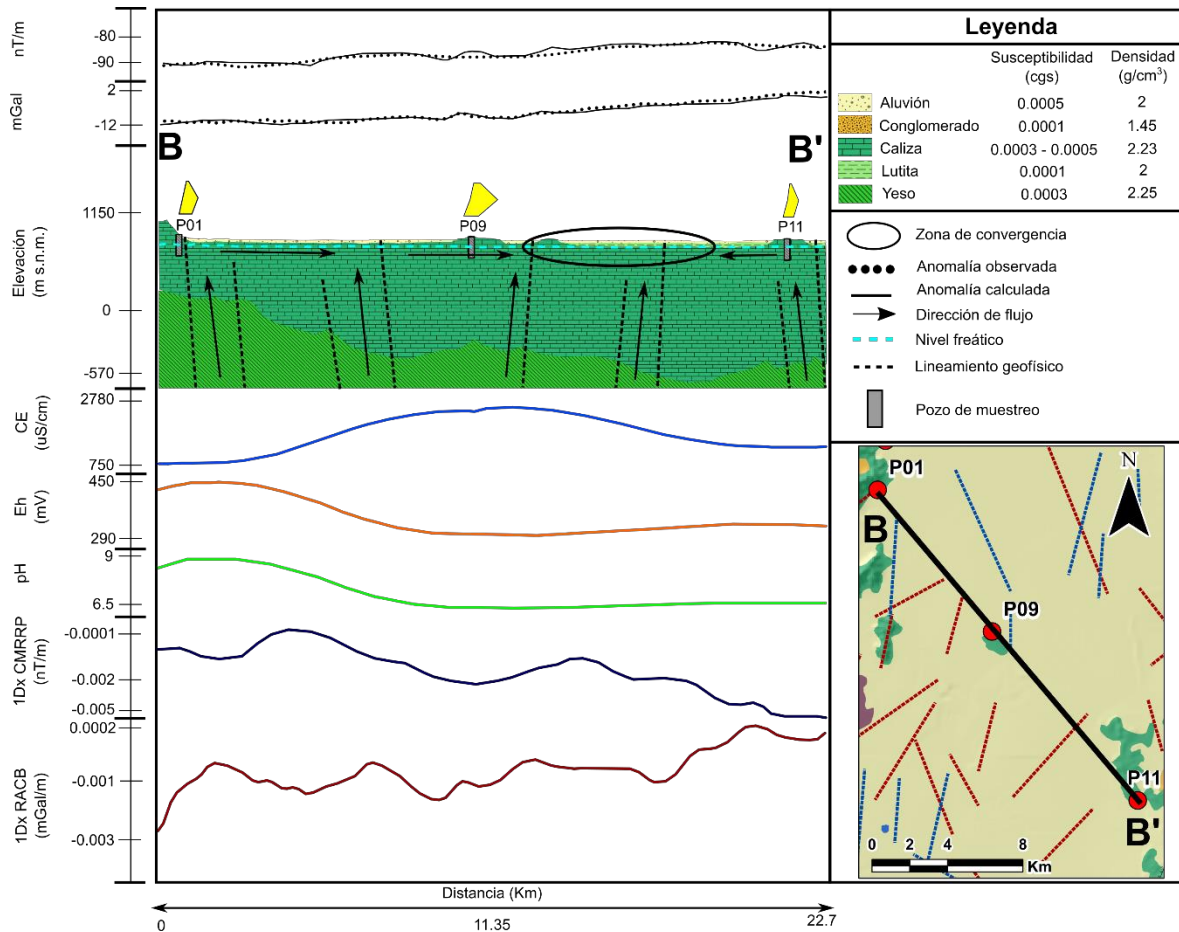 nT/m
-80
-90
mGal
2
-12
B
B'
Elevación
(m s.n.m.)
1150
0
-570
P01
P09
P11
CE
(uS/cm)
2780
750
Eh
(mV)
450
290
pH
9
6.5
1Dx CMRRP
(nT/m)
-0.0001
-0.002
-0.005
1Dx RACB
(mGal/m)
0.0002
-0.001
-0.003
Distancia (Km)
0
11.35
22.7
Leyenda
Susceptibilidad
(cgs)
Densidad
(g/cm³)
Aluvión 0.0005 2
Conglomerado 0.0001 1.45
Caliza 0.0003 - 0.0005 2.23
Lutita 0.0001 2
Yeso 0.0003 2.25
Zona de convergencia
Anomalía observada
Anomalía calculada
Dirección de flujo
Nivel freático
Lineamiento geofísico
Pozo de muestreo
P01
N
B
P09
P11
B'
0 2 4 8
Km